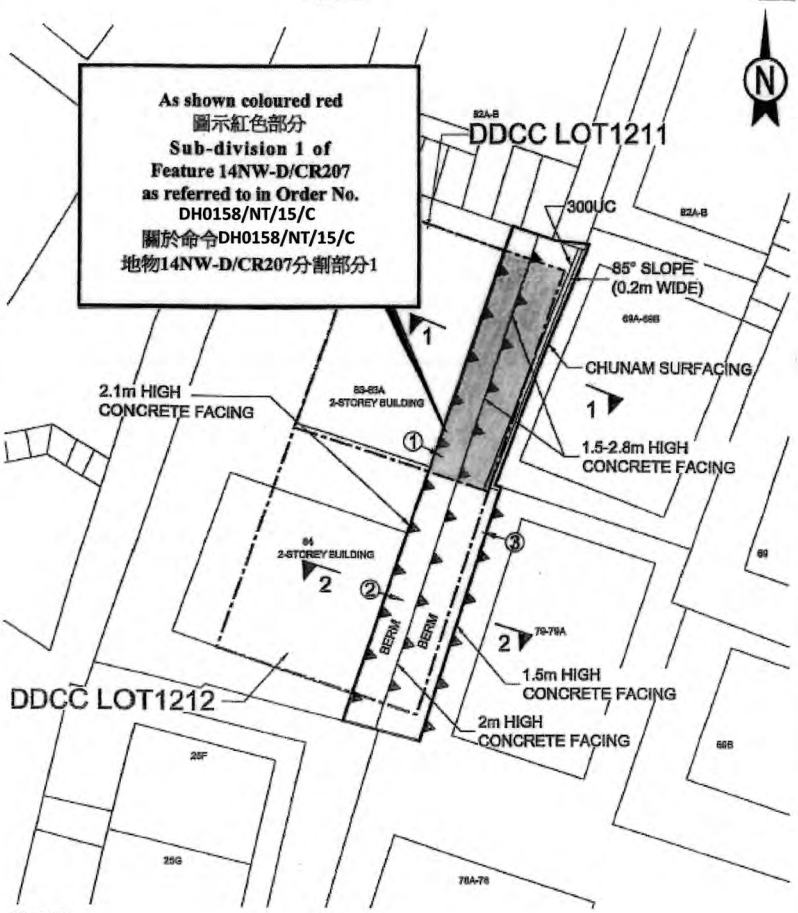 As shown coloured red
圖示紅色部分
Sub-division 1 of
Feature 14NW-D/CR207
as referred to in Order No.
DH0158/NT/15/C
關於命令DH0158/NT/15/C
地物14NW-D/CR207分割部分1
N
82A-B
DDCC LOT1211
300UC
82A-B
85° SLOPE
(0.2m WIDE)
69A-69B
1
CHUNAM SURFACING
2.1m HIGH
CONCRETE FACING
83-83A
2-STOREY BUILDING
1
1
1.5-2.8m HIGH
CONCRETE FACING
84
2-STOREY BUILDING
3
69
2
2
BERM
BERM
2
79-79A
1.5m HIGH
CONCRETE FACING
DDCC LOT1212
2m HIGH
CONCRETE FACING
25F
69B
25G
78A-78